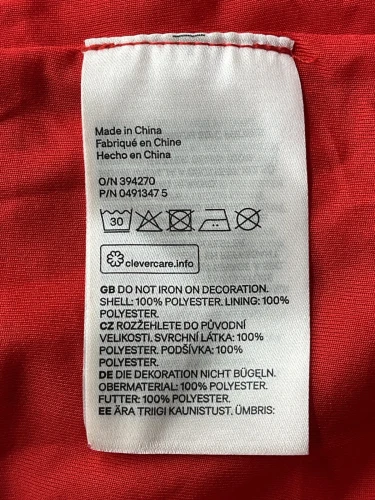 Made in China
Fabriqué en Chine
Hecho en China
O/N 394270
P/N 0491347 5
30
clevercare.info
GB DO NOT IRON ON DECORATION.
SHELL: 100% POLYESTER. LINING: 100%
POLYESTER.
CZ ROZŽEHLETE DO PŮVODNÍ
VELIKOSTI. SVRCHNÍ LÁTKA: 100%
POLYESTER. PODŠÍVKA: 100%
POLYESTER.
DE DIE DEKORATION NICHT BÜGELN.
OBERMATERIAL: 100% POLYESTER.
FUTTER: 100% POLYESTER.
EE ÄRA TRIIGI KAUNISTUST. ÜMBRIS: